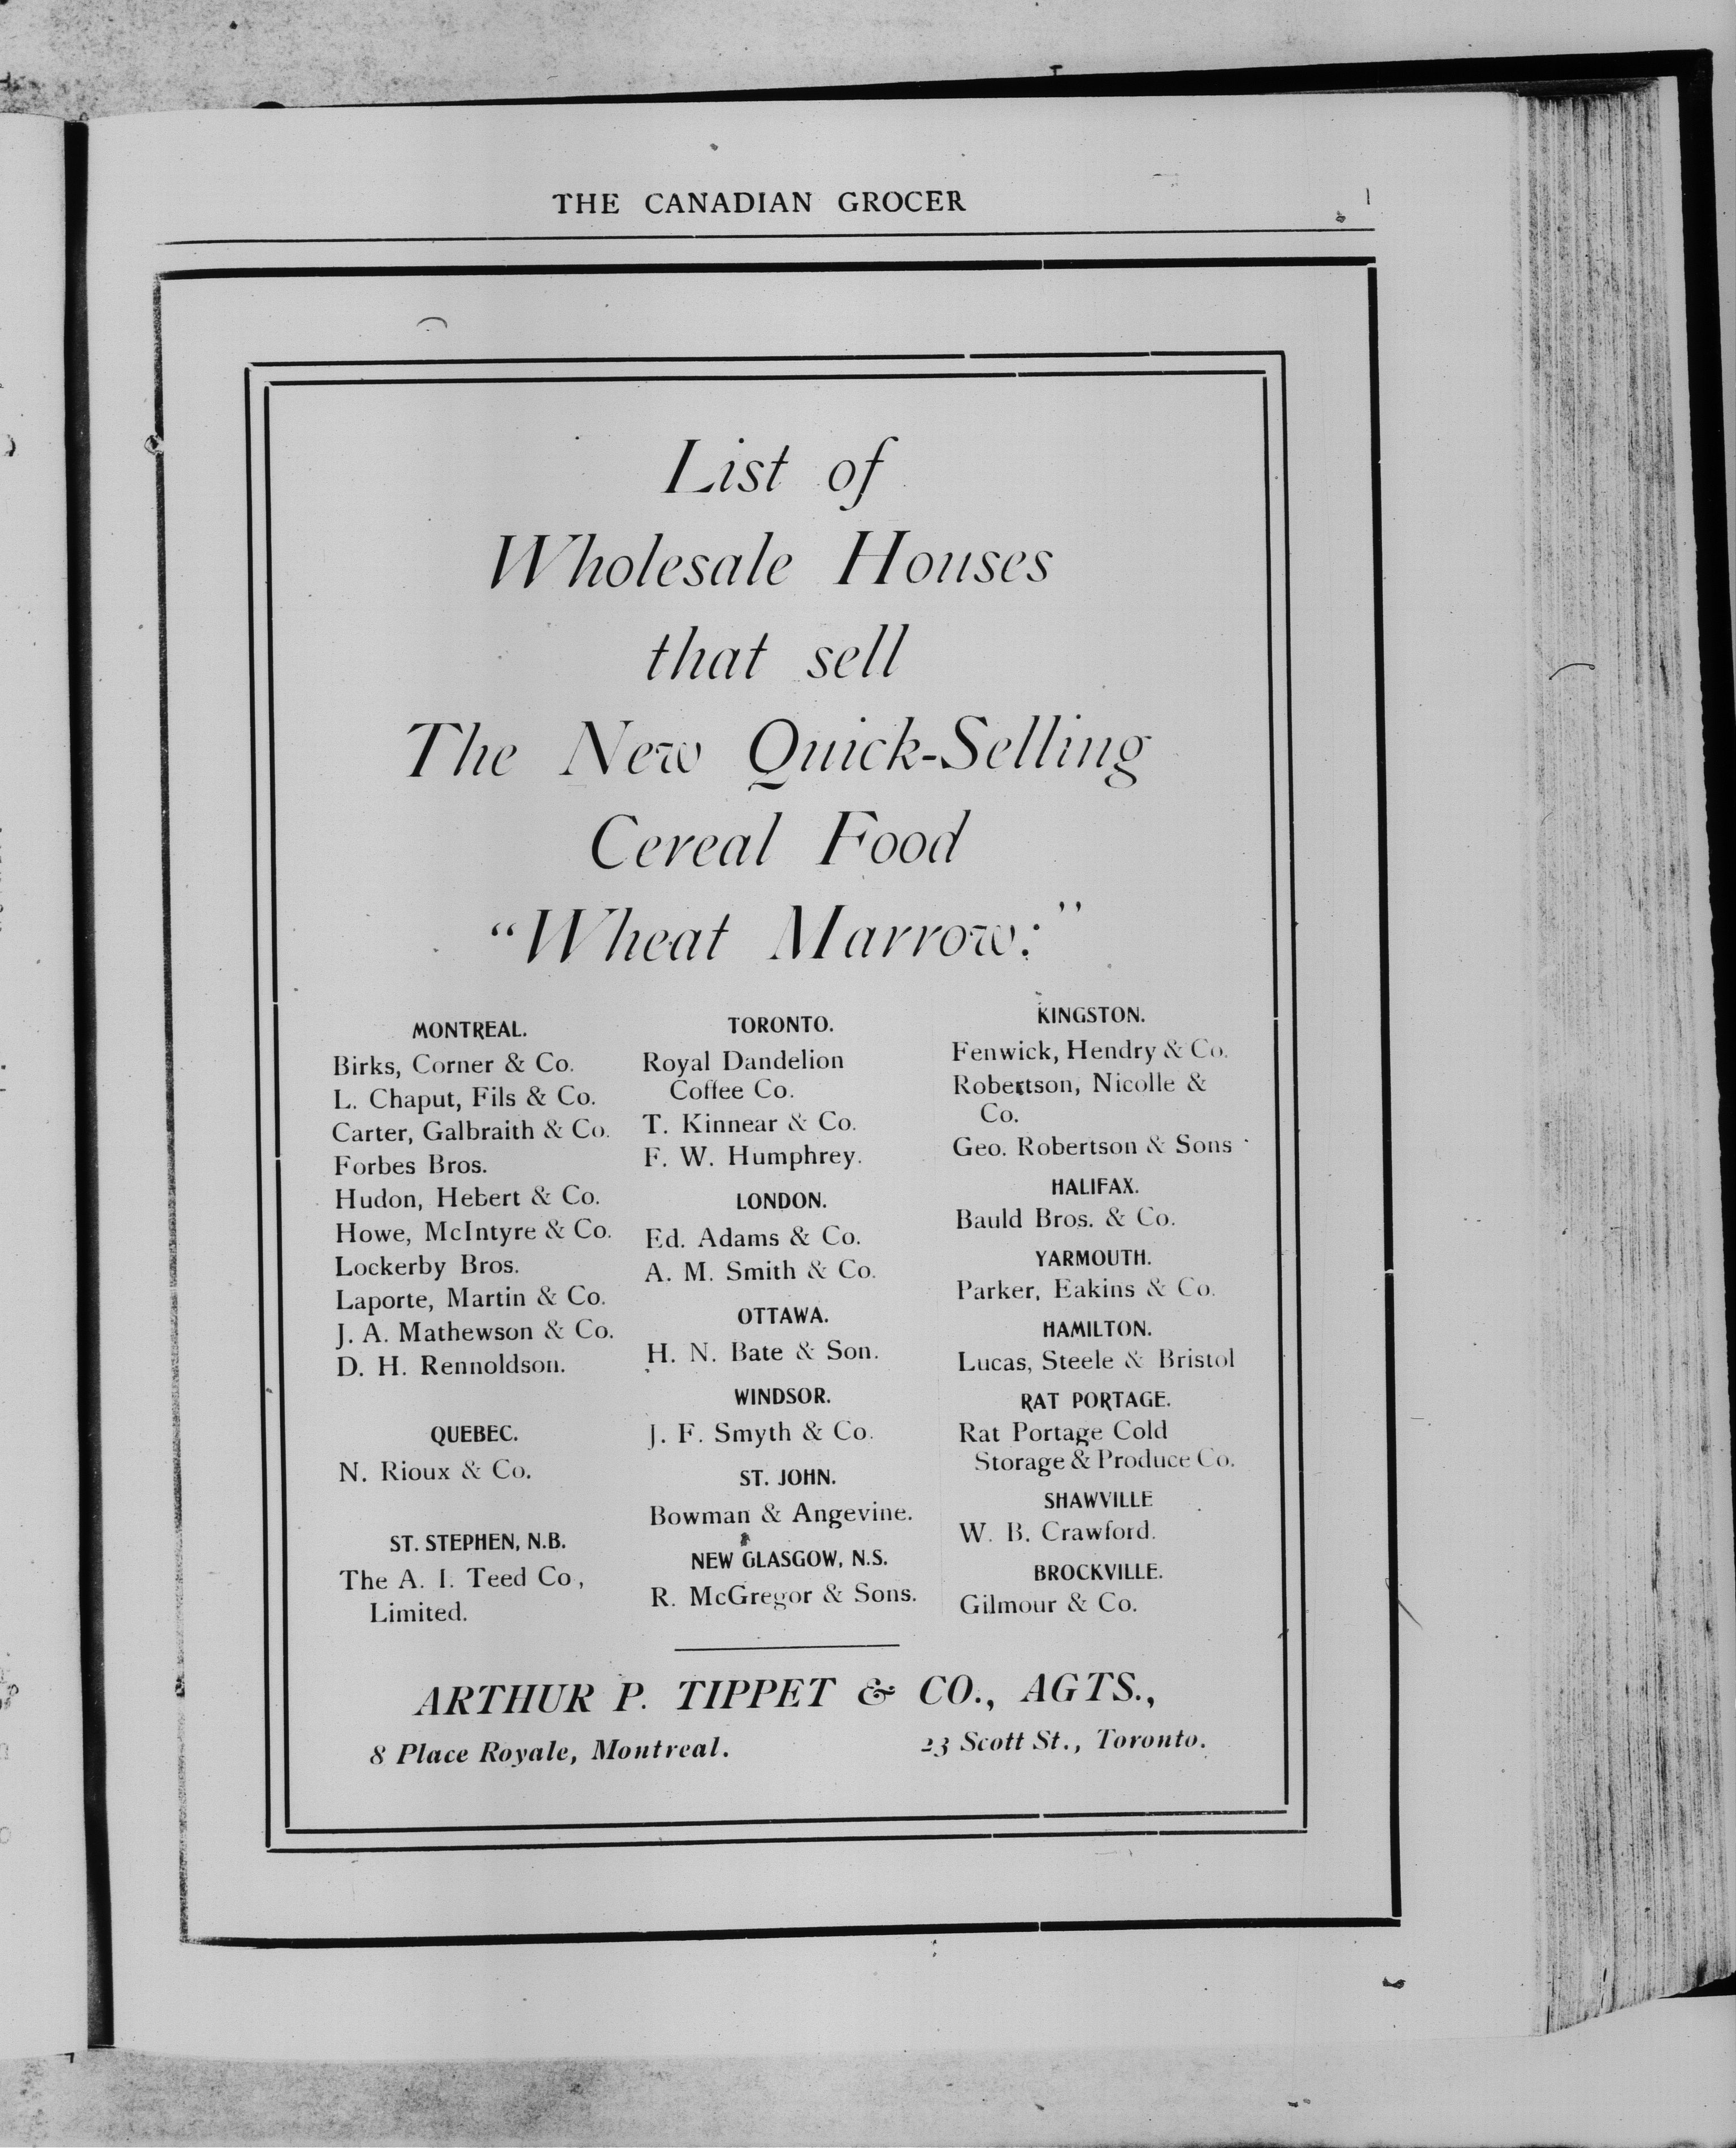 THE CANADIAN GROCER
1
List of
Wholesale Houses
that sell
The New Quick-Selling
Cereal Food
“Wheat Marrow:”
MONTREAL.
Birks, Corner & Co.
L. Chaput, Fils & Co.
Carter, Galbraith & Co.
Forbes Bros.
Hudon, Hebert & Co.
Howe, McIntyre & Co.
Lockerby Bros.
Laporte, Martin & Co.
J. A. Mathewson & Co.
D. H. Rennoldson.
QUEBEC.
N. Rioux & Co.
ST. STEPHEN, N.B.
The A. I. Teed Co.,
Limited.
TORONTO.
Royal Dandelion
Coffee Co.
T. Kinnear & Co.
F. W. Humphrey.
LONDON.
Ed. Adams & Co.
A. M. Smith & Co.
OTTAWA.
H. N. Bate & Son.
WINDSOR.
J. F. Smyth & Co.
ST. JOHN.
Bowman & Angevine.
NEW GLASGOW, N.S.
R. McGregor & Sons.
KINGSTON.
Fenwick, Hendry & Co.
Robertson, Nicolle &
Co.
Geo. Robertson & Sons
HALIFAX.
Bauld Bros. & Co.
YARMOUTH.
Parker, Eakins & Co.
HAMILTON.
Lucas, Steele & Bristol
RAT PORTAGE.
Rat Portage Cold
Storage & Produce Co.
SHAWVILLE
W. B. Crawford.
BROCKVILLE.
Gilmour & Co.
ARTHUR P. TIPPET & CO., AGTS.,
8 Place Royale, Montreal.
23 Scott St., Toronto.